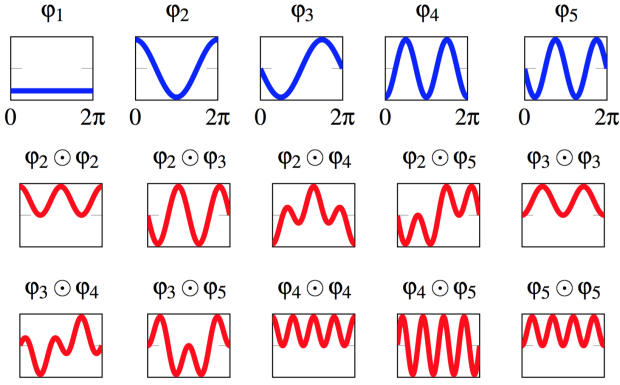 φ1 φ2 φ3 φ4 φ5
0 2π 0 2π 0 2π 0 2π 0 2π
φ2 ⊙ φ2 φ2 ⊙ φ3 φ2 ⊙ φ4 φ2 ⊙ φ5 φ3 ⊙ φ3
φ3 ⊙ φ4 φ3 ⊙ φ5 φ4 ⊙ φ4 φ4 ⊙ φ5 φ5 ⊙ φ5